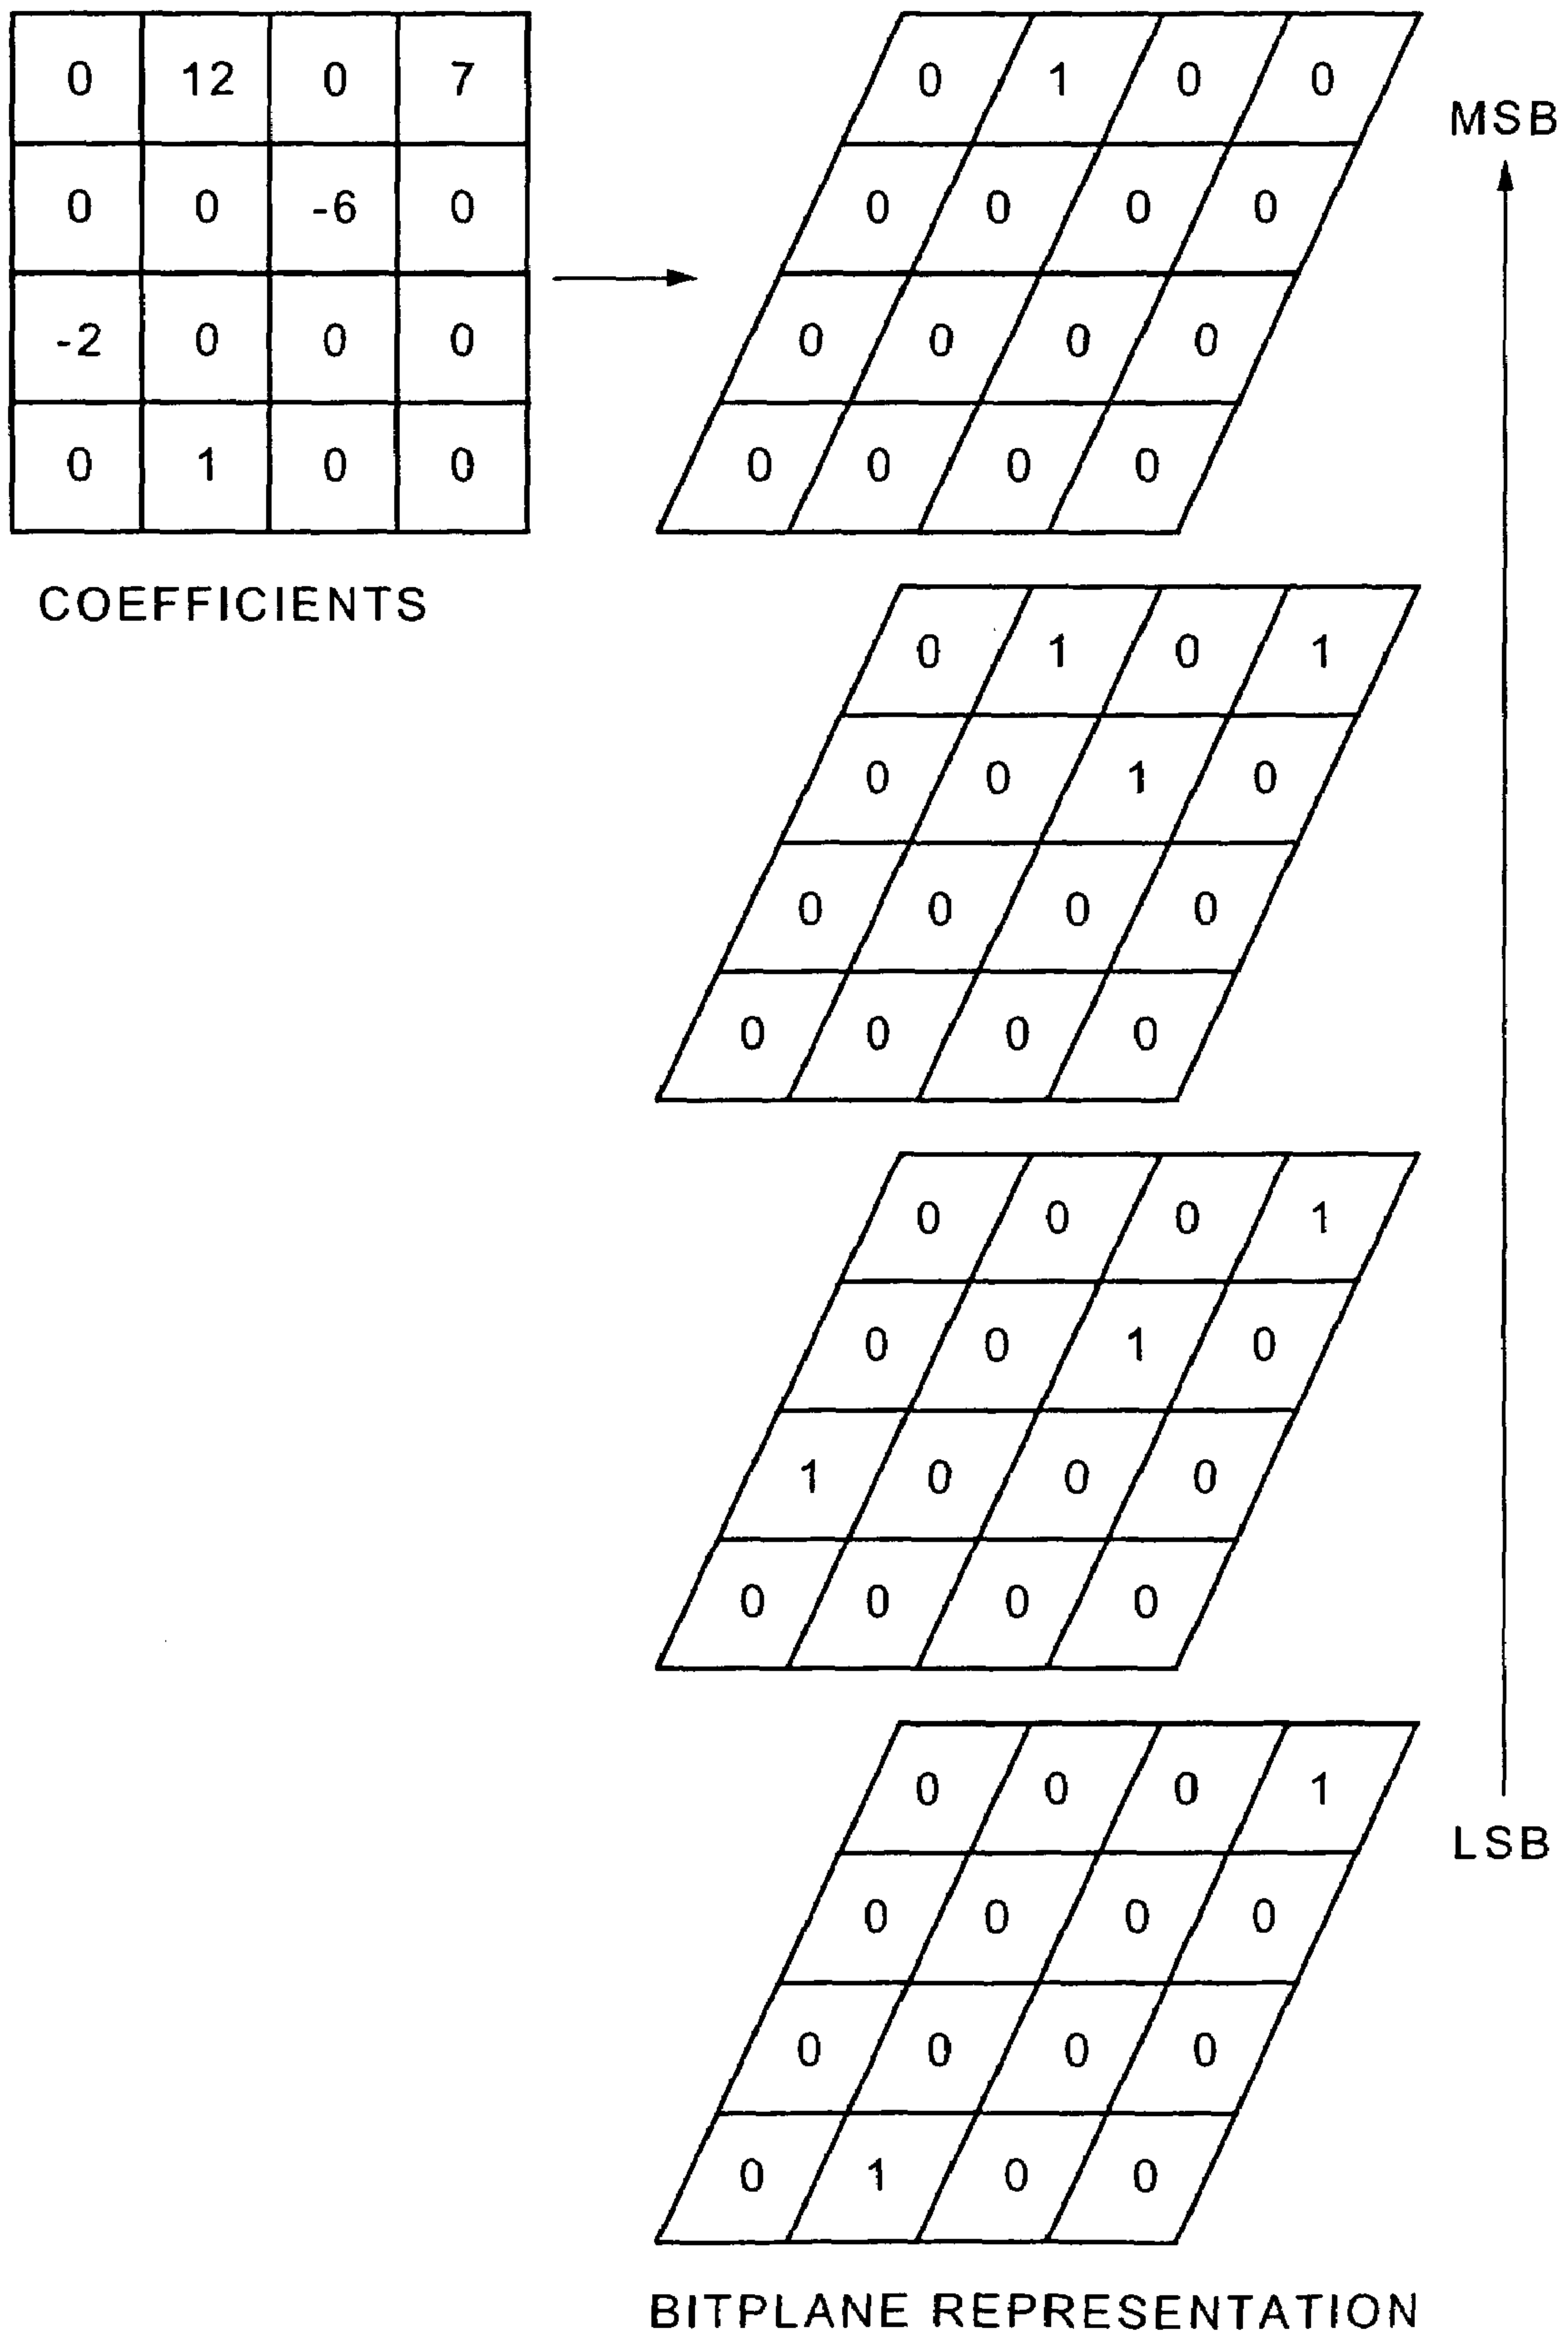 0 12 0 7
0 0 -6 0
-2 0 0 0
0 1 0 0
COEFFICIENTS
0 1 0 0
0 0 0 0
0 0 0 0
0 0 0 0
MSB
0 1 0 1
0 0 1 0
0 0 0 0
0 0 0 0
0 0 0 1
0 0 1 0
1 0 0 0
0 0 0 0
0 0 0 1
0 0 0 0
0 0 0 0
0 1 0 0
LSB
BITPLANE REPRESENTATION